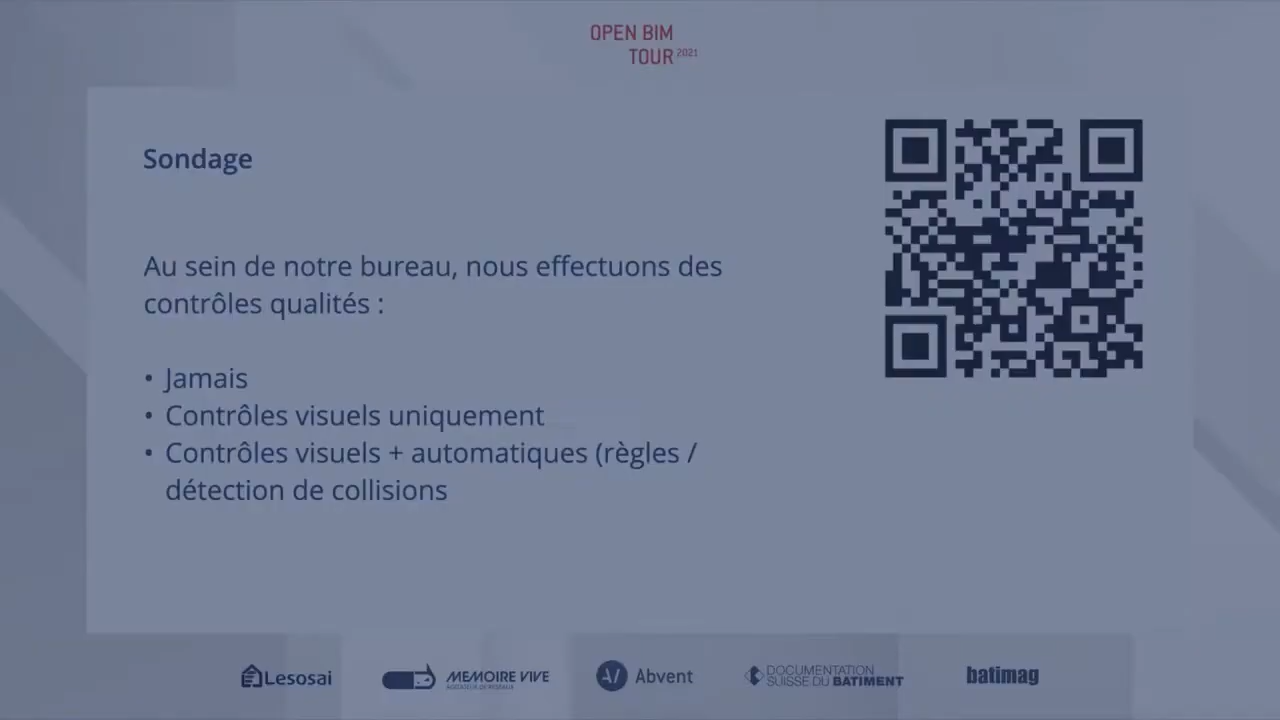 OPEN BIM
TOUR 2021
Sondage
Au sein de notre bureau, nous effectuons des
contrôles qualités :
• Jamais
• Contrôles visuels uniquement
• Contrôles visuels + automatiques (règles /
détection de collisions
Lesosai
MEMOIRE VIVE
Abvent
DOCUMENTATION
SUISSE DU BATIMENT
batimag